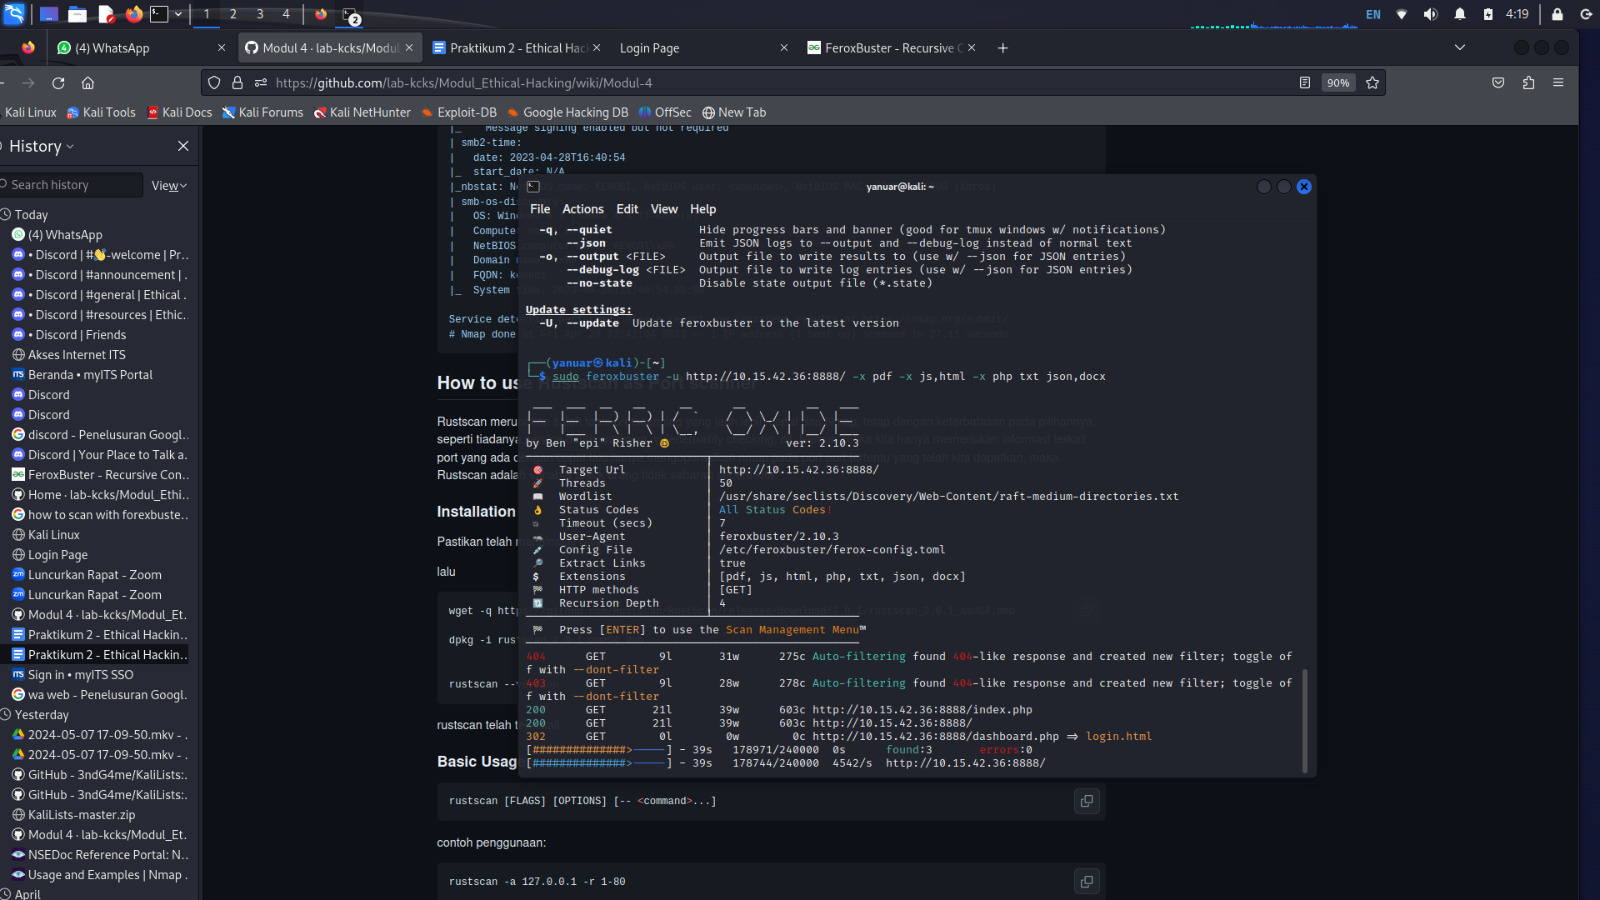 1 2 3 4
2
EN
4:19
(4) WhatsApp
Modul 4 · lab-kcks/Modul
Praktikum 2 - Ethical Hac
Login Page
FeroxBuster - Recursive C
https://github.com/lab-kcks/Modul_Ethical-Hacking/wiki/Modul-4
90%
Kali Linux
Kali Tools
Kali Docs
Kali Forums
Kali NetHunter
Exploit-DB
Google Hacking DB
OffSec
New Tab
History
Search history
View
Today
(4) WhatsApp
• Discord | #👋-welcome | Pr…
• Discord | #announcement | .
• Discord | #general | Ethical .
• Discord | #resources | Ethic…
• Discord | Friends
Akses Internet ITS
Beranda • myITS Portal
Discord
Discord
discord - Penelusuran Googl…
Discord | Your Place to Talk a…
FeroxBuster - Recursive Con…
Home · lab-kcks/Modul_Ethi…
how to scan with forexbuste…
Kali Linux
Login Page
Luncurkan Rapat - Zoom
Luncurkan Rapat - Zoom
Modul 4 · lab-kcks/Modul_Et…
Praktikum 2 - Ethical Hackin…
Praktikum 2 - Ethical Hackin…
Sign in • myITS SSO
wa web - Penelusuran Googl…
Yesterday
2024-05-07 17-09-50.mkv - …
2024-05-07 17-09-50.mkv - …
GitHub - 3ndG4me/KaliLists:…
GitHub - 3ndG4me/KaliLists:…
KaliLists-master.zip
Modul 4 · lab-kcks/Modul_Et…
NSEDoc Reference Portal: N…
Usage and Examples | Nmap .
April
|_    Message signing enabled but not required
| smb2-time:
|   date: 2023-04-28T16:40:54
|_  start_date: N/A
|_nbstat: N
| smb-os-dis
|   OS: Wind
|   Compute
|   NetBIOS
|   Domain
|   FQDN: k
|_  System
Service dete
# Nmap done
How to use Rustscan as Port scanner
Rustscan meru
seperti tiadany
port yang ada
Rustscan adalah
Installation
Pastikan telah me
lalu
wget -q http
dpkg -i rus
rustscan --
rustscan telah t
Basic Usag
rustscan [FLAGS] [OPTIONS] [-- <command>...]
contoh penggunaan:
rustscan -a 127.0.0.1 -r 1-80
yanuar@kali: ~
File Actions Edit View Help
-q, --quiet Hide progress bars and banner (good for tmux windows w/ notifications)
--json Emit JSON logs to --output and --debug-log instead of normal text
-o, --output <FILE> Output file to write results to (use w/ --json for JSON entries)
--debug-log <FILE> Output file to write log entries (use w/ --json for JSON entries)
--no-state Disable state output file (*.state)
Update settings:
-U, --update Update feroxbuster to the latest version
┌──(yanuar㉿kali)-[~]
└─$ sudo feroxbuster -u http://10.15.42.36:8888/ -x pdf -x js,html -x php txt json,docx
FERRIC OXIDE
by Ben "epi" Risher 🤓 ver: 2.10.3
🎯 Target Url │ http://10.15.42.36:8888/
🚀 Threads │ 50
📖 Wordlist │ /usr/share/seclists/Discovery/Web-Content/raft-medium-directories.txt
👌 Status Codes │ All Status Codes!
💥 Timeout (secs) │ 7
🦡 User-Agent │ feroxbuster/2.10.3
💉 Config File │ /etc/feroxbuster/ferox-config.toml
🔎 Extract Links │ true
💲 Extensions │ [pdf, js, html, php, txt, json, docx]
🏁 HTTP methods │ [GET]
🔃 Recursion Depth │ 4
🏁 Press [ENTER] to use the Scan Management Menu™
404 GET 9l 31w 275c Auto-filtering found 404-like response and created new filter; toggle of
f with --dont-filter
403 GET 9l 28w 278c Auto-filtering found 404-like response and created new filter; toggle of
f with --dont-filter
200 GET 21l 39w 603c http://10.15.42.36:8888/index.php
200 GET 21l 39w 603c http://10.15.42.36:8888/
302 GET 0l 0w 0c http://10.15.42.36:8888/dashboard.php => login.html
[##############>-----] - 39s 178971/240000 0s found:3 errors:0
[##############>-----] - 39s 178744/240000 4542/s http://10.15.42.36:8888/